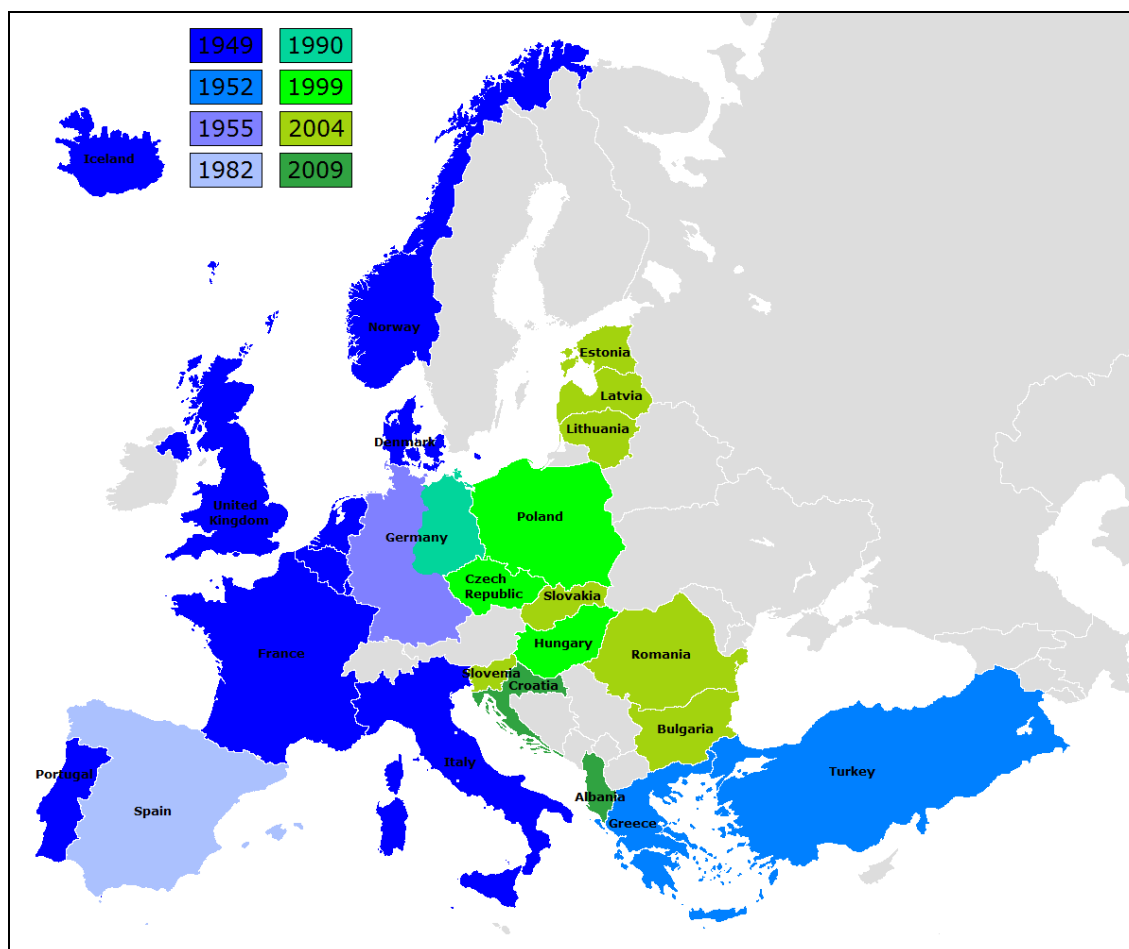 1949 1990
1952 1999
1955 2004
1982 2009
Iceland
Norway
Estonia
Latvia
Lithuania
Denmark
United
Kingdom
Poland
Germany
Czech
Republic
Slovakia
Hungary
France
Romania
Slovenia
Croatia
Bulgaria
Italy
Portugal
Turkey
Albania
Spain
Greece